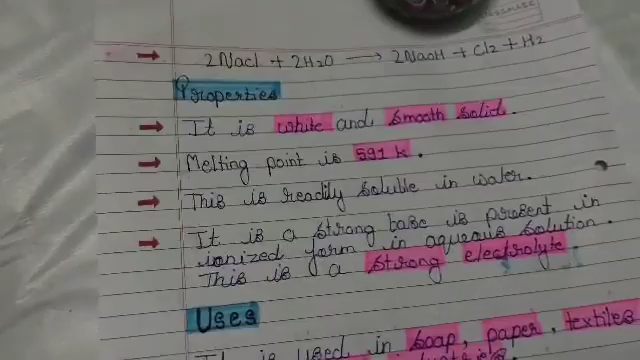 → 2NaCl + 2H2O → 2NaOH + Cl2 + H2
Properties
→ It is white and smooth solid.
→ Melting point is 591 k.
→ This is readily soluble in water.
→ It is a strong base is present in
ionized form in aqueous solution.
This is a strong electrolyte.
Uses
It is used in soap, paper, textiles